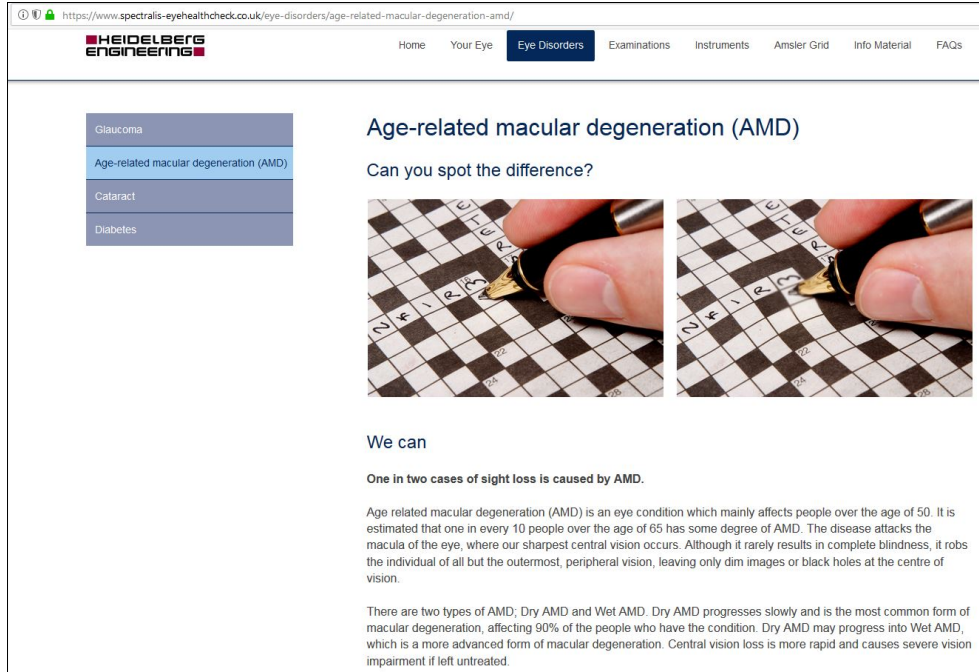 https://www.spectralis-eyehealthcheck.co.uk/eye-disorders/age-related-macular-degeneration-amd/
HEIDELBERG
ENGINEERING
Home Your Eye Eye Disorders Examinations Instruments Amsler Grid Info Material FAQs
Glaucoma
Age-related macular degeneration (AMD)
Cataract
Diabetes
Age-related macular degeneration (AMD)
Can you spot the difference?
22
24
28
22
24
28
We can
One in two cases of sight loss is caused by AMD.
Age related macular degeneration (AMD) is an eye condition which mainly affects people over the age of 50. It is
estimated that one in every 10 people over the age of 65 has some degree of AMD. The disease attacks the
macula of the eye, where our sharpest central vision occurs. Although it rarely results in complete blindness, it robs
the individual of all but the outermost, peripheral vision, leaving only dim images or black holes at the centre of
vision.
There are two types of AMD; Dry AMD and Wet AMD. Dry AMD progresses slowly and is the most common form of
macular degeneration, affecting 90% of the people who have the condition. Dry AMD may progress into Wet AMD,
which is a more advanced form of macular degeneration. Central vision loss is more rapid and causes severe vision
impairment if left untreated.